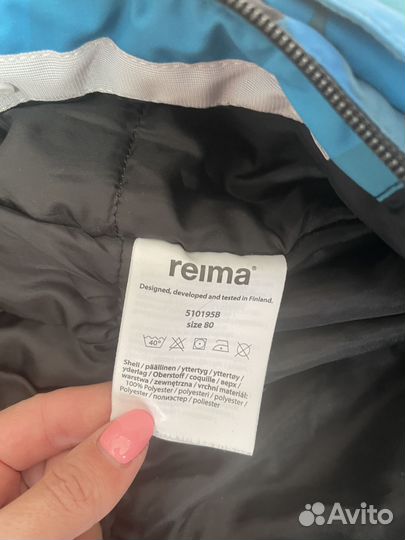 reima®
Designed, developed and tested in Finland.
510195B
size 80
40°
Shell / päällinen / yttertyg / yttertøy /
yderlag / Oberstoff / coquille / верх /
warstwa / zewnętrzna / vrchní materiál:
100% Polyester / polyesteri / polyester /
Polyester / полиэстер / poliester
Avito